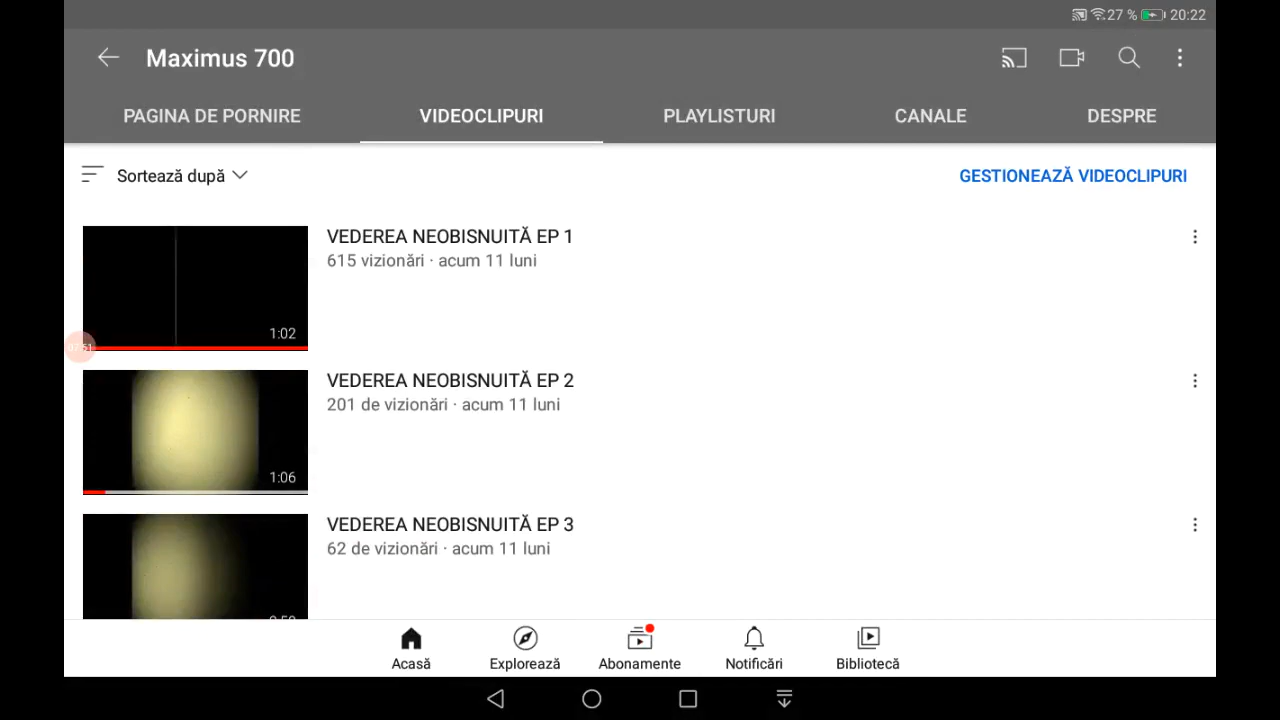 27 % 20:22
Maximus 700
PAGINA DE PORNIRE VIDEOCLIPURI PLAYLISTURI CANALE DESPRE
Sortează după GESTIONEAZĂ VIDEOCLIPURI
VEDEREA NEOBISNUITĂ EP 1
615 vizionări · acum 11 luni
1:02
VEDEREA NEOBISNUITĂ EP 2
201 de vizionări · acum 11 luni
1:06
VEDEREA NEOBISNUITĂ EP 3
62 de vizionări · acum 11 luni
Acasă Explorează Abonamente Notificări Bibliotecă